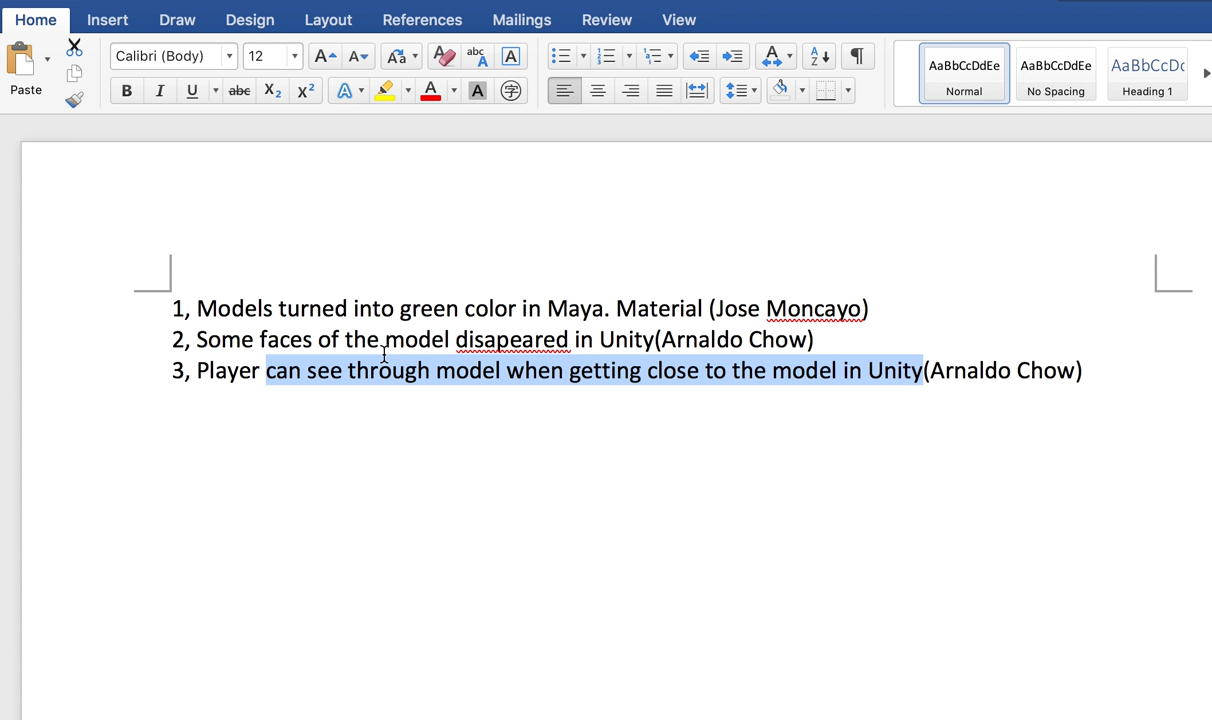 Home Insert Draw Design Layout References Mailings Review View
Paste Calibri (Body) 12 AaBbCcDdEe AaBbCcDdEe AaBbCcDc
Normal No Spacing Heading 1
1, Models turned into green color in Maya. Material (Jose Moncayo)
2, Some faces of the model disapeared in Unity(Arnaldo Chow)
3, Player can see through model when getting close to the model in Unity(Arnaldo Chow)